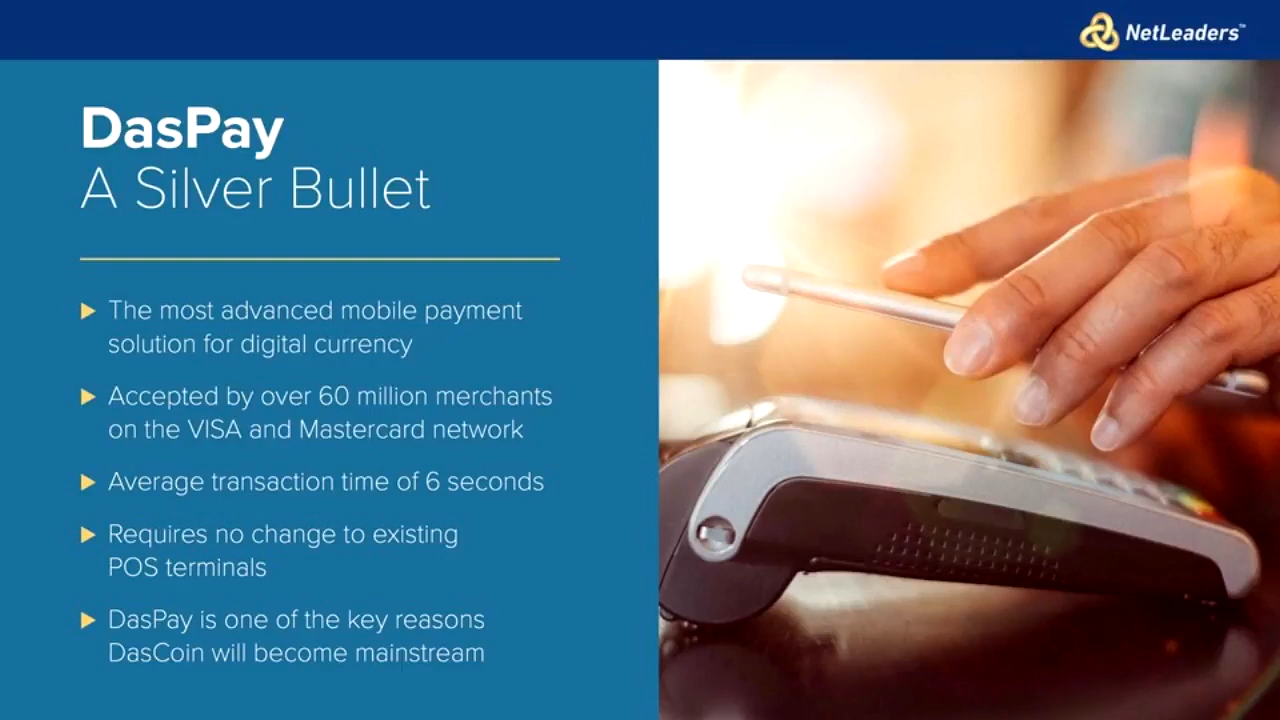 NetLeaders™
DasPay
A Silver Bullet
► The most advanced mobile payment
solution for digital currency
► Accepted by over 60 million merchants
on the VISA and Mastercard network
► Average transaction time of 6 seconds
► Requires no change to existing
POS terminals
► DasPay is one of the key reasons
DasCoin will become mainstream